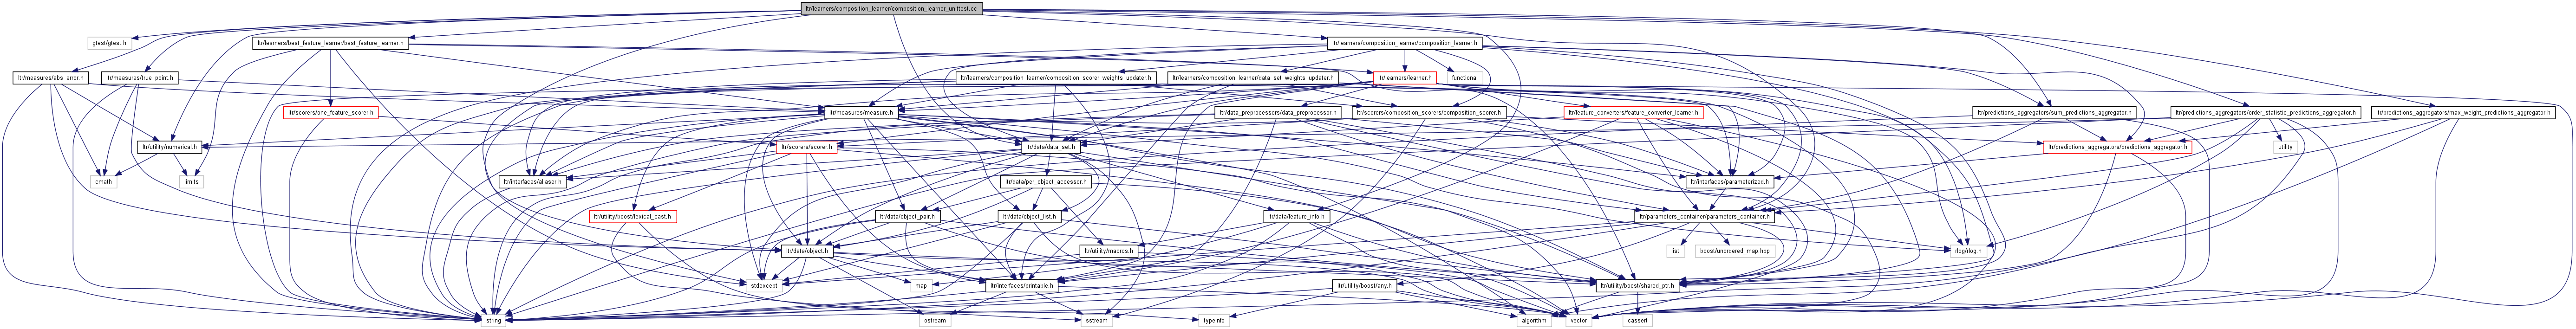 ltr/learners/composition_learner/composition_learner_unittest.cc
gtest/gtest.h
ltr/learners/best_feature_learner/best_feature_learner.h
ltr/learners/composition_learner/composition_learner.h
ltr/measures/abs_error.h
ltr/measures/true_point.h
ltr/learners/composition_learner/composition_scorer_weights_updater.h
ltr/learners/composition_learner/data_set_weights_updater.h
ltr/learners/learner.h
functional
ltr/scorers/one_feature_scorer.h
ltr/measures/measure.h
ltr/data_preprocessors/data_preprocessor.h
ltr/scorers/composition_scorers/composition_scorer.h
ltr/feature_converters/feature_converter_learner.h
ltr/predictions_aggregators/sum_predictions_aggregator.h
ltr/predictions_aggregators/order_statistic_predictions_aggregator.h
ltr/predictions_aggregators/max_weight_predictions_aggregator.h
ltr/utility/numerical.h
ltr/scorers/scorer.h
ltr/data/data_set.h
ltr/predictions_aggregators/predictions_aggregator.h
utility
cmath
limits
ltr/interfaces/aliaser.h
ltr/data/per_object_accessor.h
ltr/interfaces/parameterized.h
ltr/utility/boost/lexical_cast.h
ltr/data/object_pair.h
ltr/data/object_list.h
ltr/data/feature_info.h
ltr/parameters_container/parameters_container.h
ltr/data/object.h
ltr/utility/macros.h
list
boost/unordered_map.hpp
rlog/rlog.h
stdexcept
map
ltr/interfaces/printable.h
ltr/utility/boost/any.h
ltr/utility/boost/shared_ptr.h
string
ostream
sstream
typeinfo
algorithm
vector
cassert